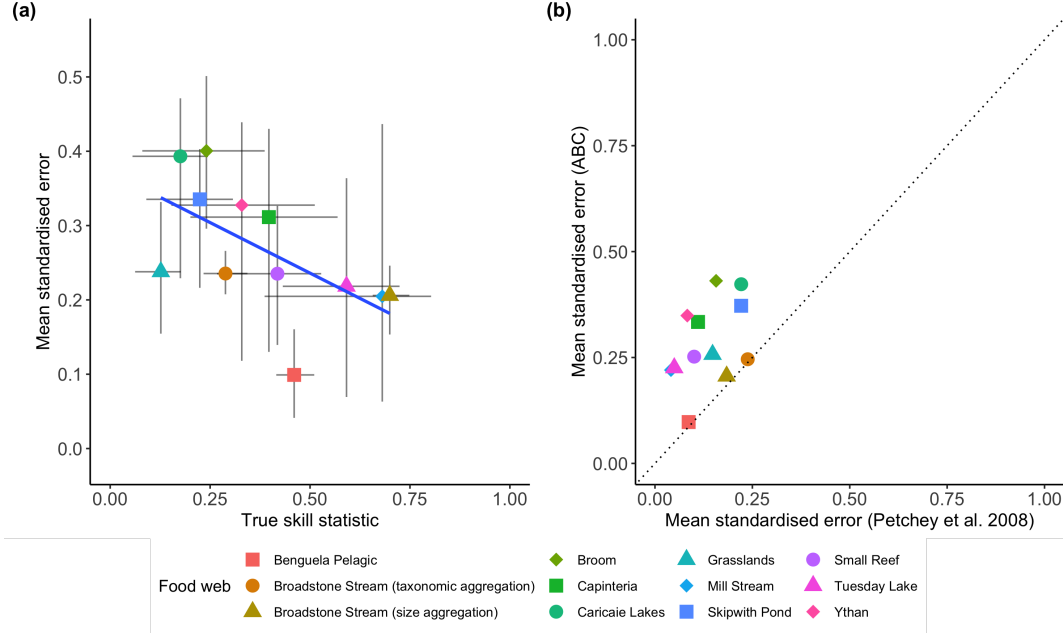 (a)
Mean standardised error
0.5
0.4
0.3
0.2
0.1
0.0
0.00 0.25 0.50 0.75 1.00
True skill statistic
(b)
Mean standardised error (ABC)
1.00
0.75
0.50
0.25
0.00
0.00 0.25 0.50 0.75 1.00
Mean standardised error (Petchey et al. 2008)
Food web
Benguela Pelagic
Broadstone Stream (taxonomic aggregation)
Broadstone Stream (size aggregation)
Broom
Capinteria
Caricaie Lakes
Grasslands
Mill Stream
Skipwith Pond
Small Reef
Tuesday Lake
Ythan